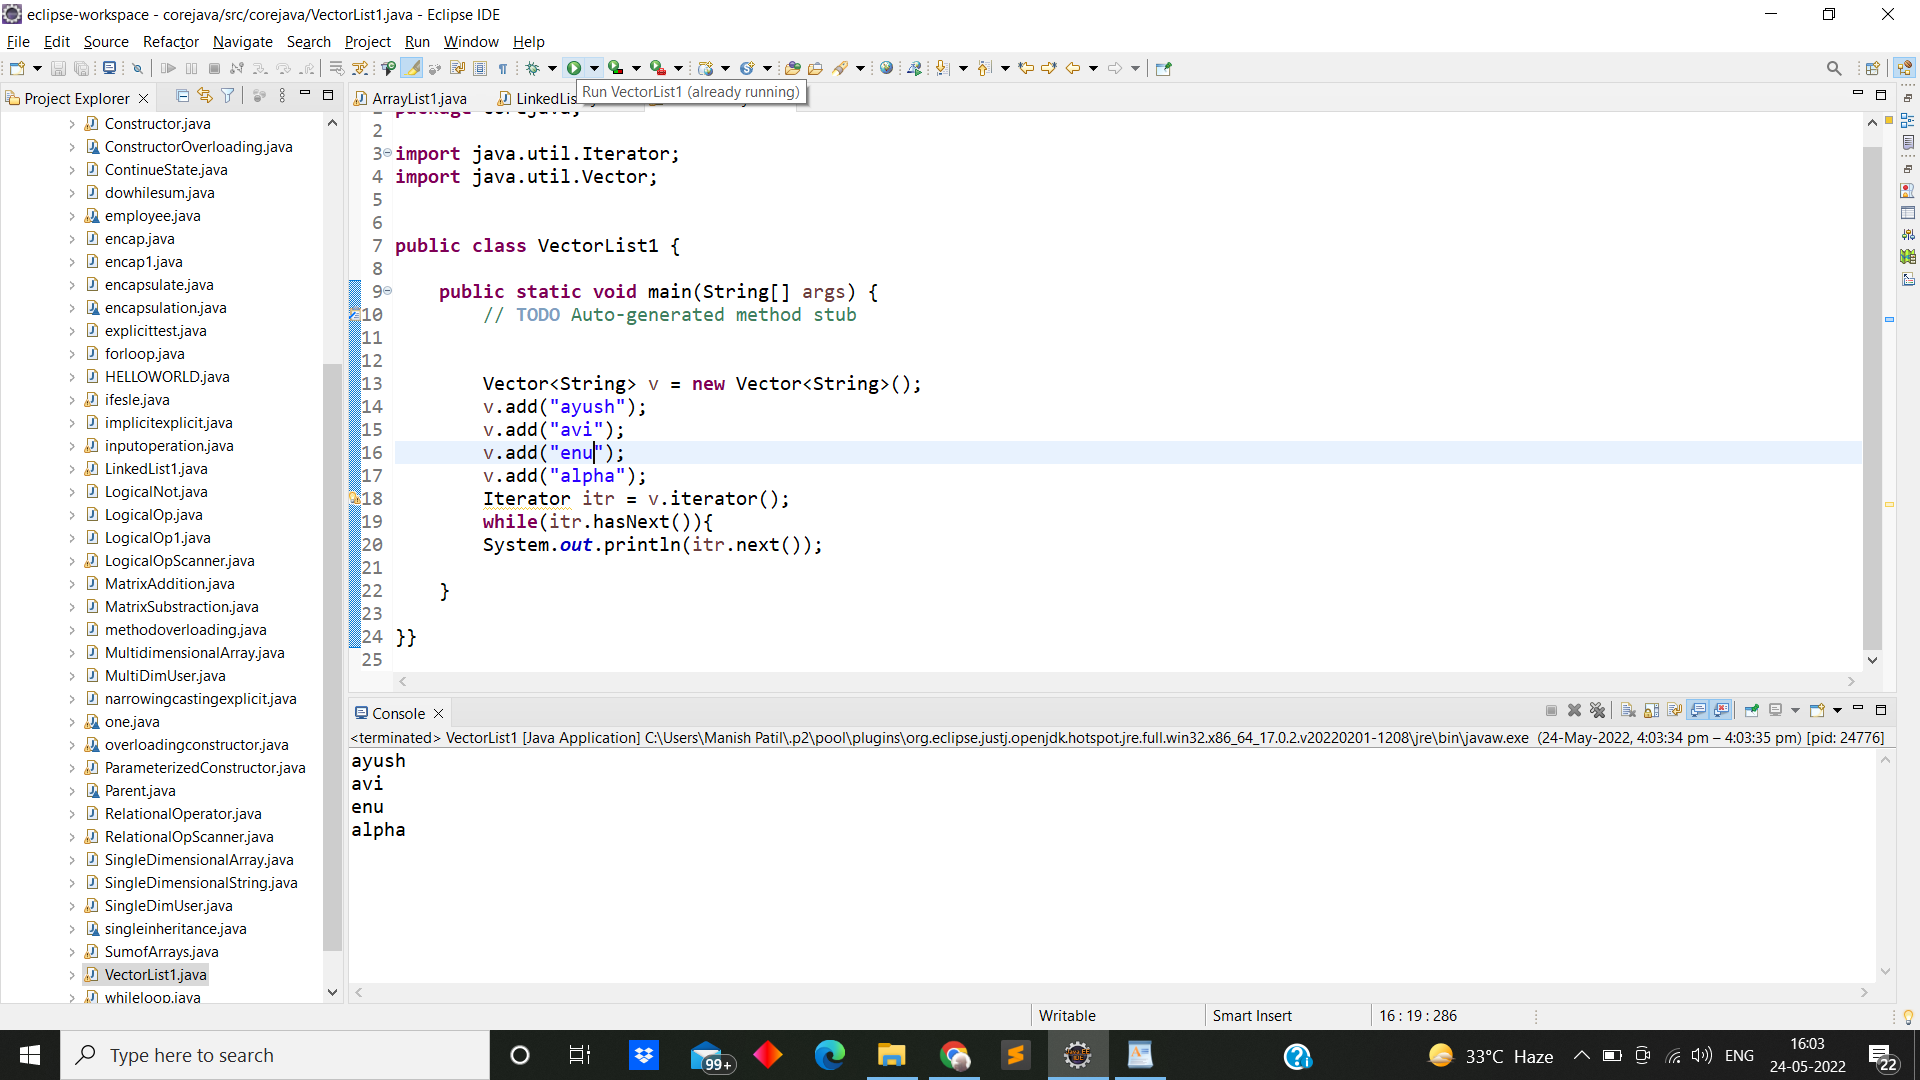 eclipse-workspace - corejava/src/corejava/VectorList1.java - Eclipse IDE
File Edit Source Refactor Navigate Search Project Run Window Help
Run VectorList1 (already running)
Project Explorer
ArrayList1.java
Constructor.java
ConstructorOverloading.java
ContinueState.java
dowhilesum.java
employee.java
encap.java
encap1.java
encapsulate.java
encapsulation.java
explicittest.java
forloop.java
HELLOWORLD.java
ifesle.java
implicitexplicit.java
inputoperation.java
LinkedList1.java
LogicalNot.java
LogicalOp.java
LogicalOp1.java
LogicalOpScanner.java
MatrixAddition.java
MatrixSubstraction.java
methodoverloading.java
MultidimensionalArray.java
MultiDimUser.java
narrowingcastingexplicit.java
one.java
overloadingconstructor.java
ParameterizedConstructor.java
Parent.java
RelationalOperator.java
RelationalOpScanner.java
SingleDimensionalArray.java
SingleDimensionalString.java
SingleDimUser.java
singleinheritance.java
SumofArrays.java
VectorList1.java
whileloop.java
2
3 import java.util.Iterator;
4 import java.util.Vector;
5
6
7 public class VectorList1 {
8
9 public static void main(String[] args) {
10 // TODO Auto-generated method stub
11
12
13 Vector<String> v = new Vector<String>();
14 v.add("ayush");
15 v.add("avi");
16 v.add("enu");
17 v.add("alpha");
18 Iterator itr = v.iterator();
19 while(itr.hasNext()){
20 System.out.println(itr.next());
21
22 }
23
24 }}
25
Console
<terminated> VectorList1 [Java Application] C:\Users\Manish Patil\.p2\pool\plugins\org.eclipse.justj.openjdk.hotspot.jre.full.win32.x86_64_17.0.2.v20220201-1208\jre\bin\javaw.exe (24-May-2022, 4:03:34 pm – 4:03:35 pm) [pid: 24776]
ayush
avi
enu
alpha
Writable Smart Insert 16 : 19 : 286
Type here to search
99+
33°C Haze
ENG
16:03
24-05-2022
22